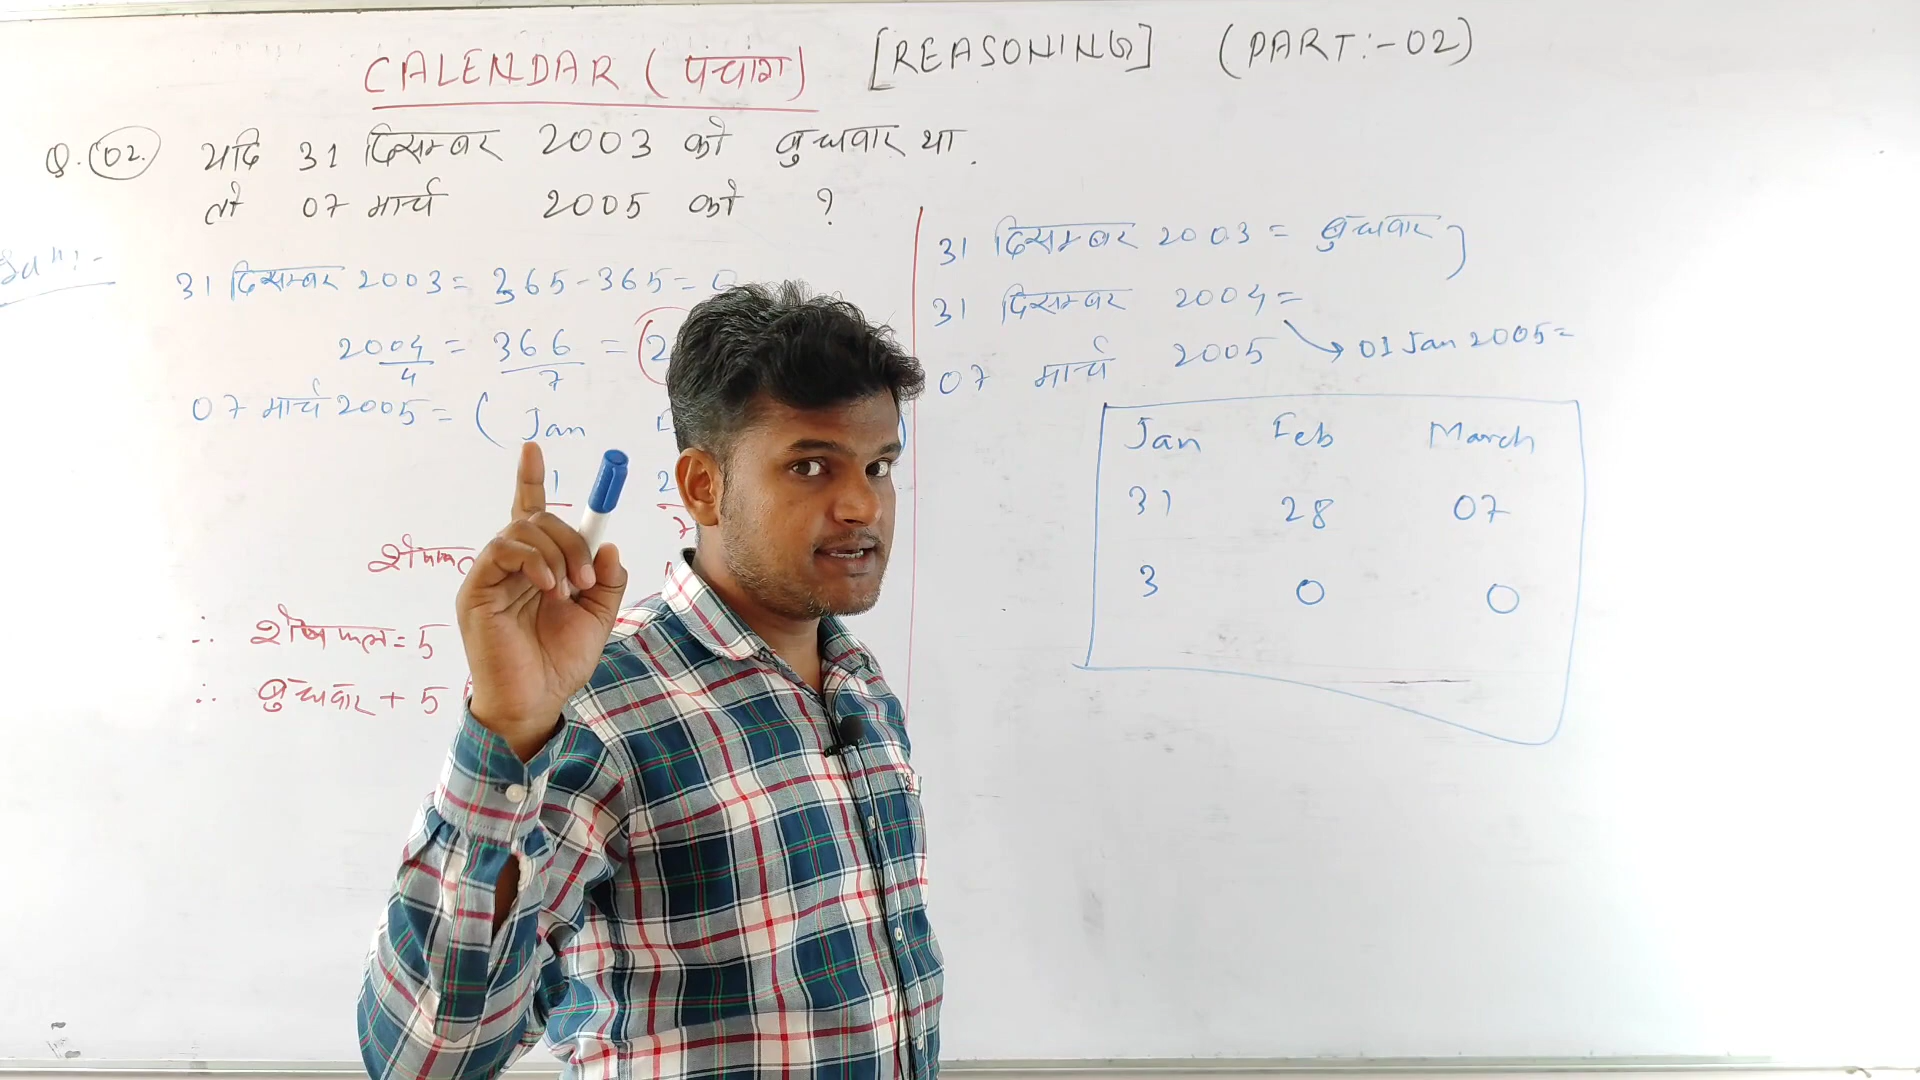 CALENDAR (पंचांग) [REASONING] (PART:-02)
Q. 02. यदि 31 दिसम्बर 2003 को बुधवार था.
तो 07 मार्च 2005 को ?
31 दिसम्बर 2003 = 365-365=
2004/4 = 366/7 = 2
07 मार्च 2005 = ( Jan )
7
∴ शेषफल = 5
∴ बुधवार + 5
31 दिसम्बर 2003 = बुधवार }
31 दिसम्बर 2004 =
→ 01 Jan 2005 =
07 मार्च 2005
Jan Feb March
31 28 07
3 0 0